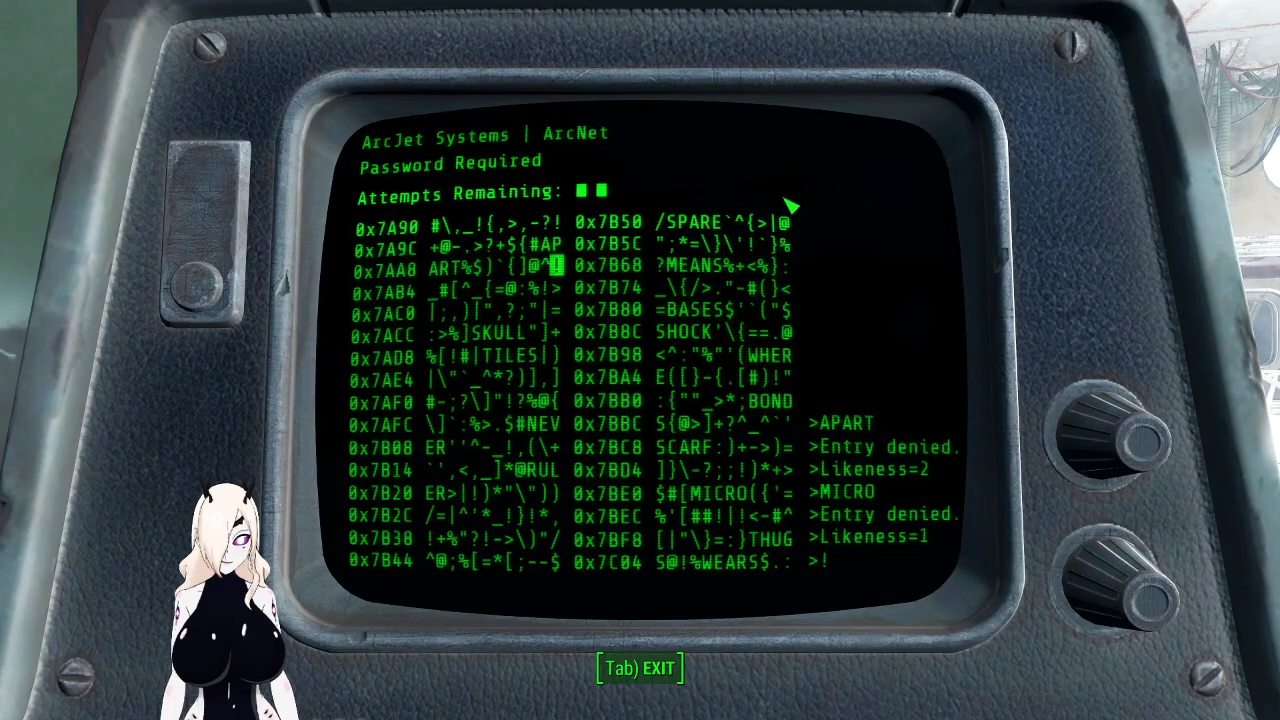 ArcJet Systems | ArcNet
Password Required
Attempts Remaining: ■ ■
0x7A90 #\,_!{,>,-?! 0x7B50 /SPARE`^{>|@
0x7A9C +@-.>?+${#AP 0x7B5C ";*=\}\'!`}%
0x7AA8 ART%$)`{]@^! 0x7B68 ?MEANS%+<%}:
0x7AB4 _#[^_{=@:%!> 0x7B74 _\{/>."-#(}<
0x7AC0 [;,)|",?;"|= 0x7B80 =BASES$'`("$
0x7ACC :>%]SKULL"]+ 0x7B8C SHOCK'\{==.@
0x7AD8 %[!#|TILES|) 0x7B98 <^:"%"'(WHER
0x7AE4 |\"`_^*?)],] 0x7BA4 E([}-{.[#)!"
0x7AF0 #-;?\]"!?%@{ 0x7BB0 :{""_>*;BOND
0x7AFC \]`:%>.$#NEV 0x7BBC S{@>]+?^_^`' >APART
0x7B08 ER''^-_!,(\+ 0x7BC8 SCARF:)+->)= >Entry denied.
0x7B14 `',<,_]*@RUL 0x7BD4 ]}\-?;;!)*+> >Likeness=2
0x7B20 ER>|!)*"\")) 0x7BE0 $#[MICRO({'= >MICRO
0x7B2C /=|^'*_!}!*, 0x7BEC %'[##!|!<-#^ >Entry denied.
0x7B38 !+%"?!->\)"/ 0x7BF8 [|"\}=:}THUG >Likeness=1
0x7B44 ^@;%[=*[;--$ 0x7C04 S@!%WEARS$.: >!
[Tab) EXIT]